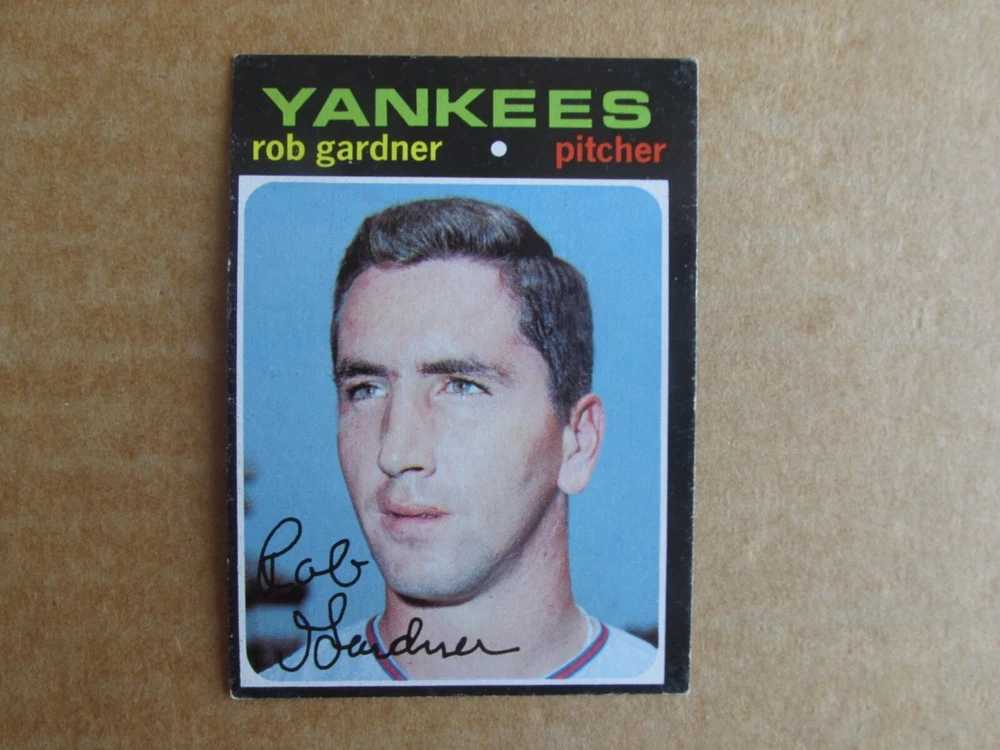 YANKEES
rob gardner • pitcher
Rob
Gardner